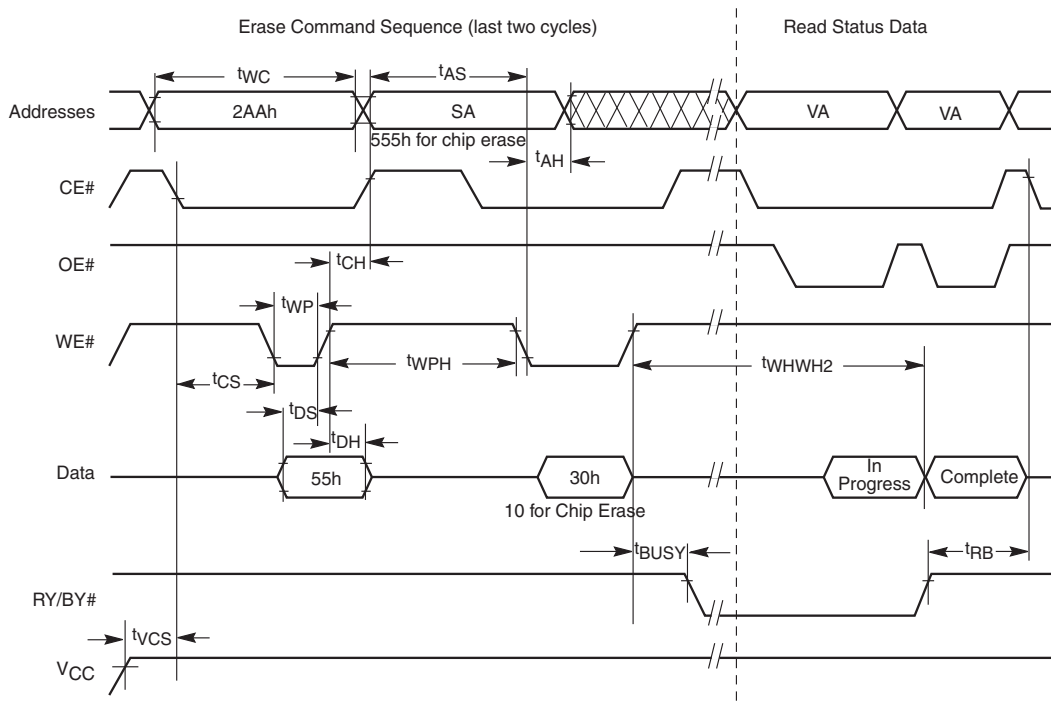 Erase Command Sequence (last two cycles)
Read Status Data
tWC
tAS
Addresses
2AAh
SA
VA
VA
555h for chip erase
tAH
CE#
OE#
tCH
tWP
WE#
tWPH
tWHWH2
tCS
tDS
tDH
Data
55h
30h
In
Progress
Complete
10 for Chip Erase
tBUSY
tRB
RY/BY#
tVCS
VCC